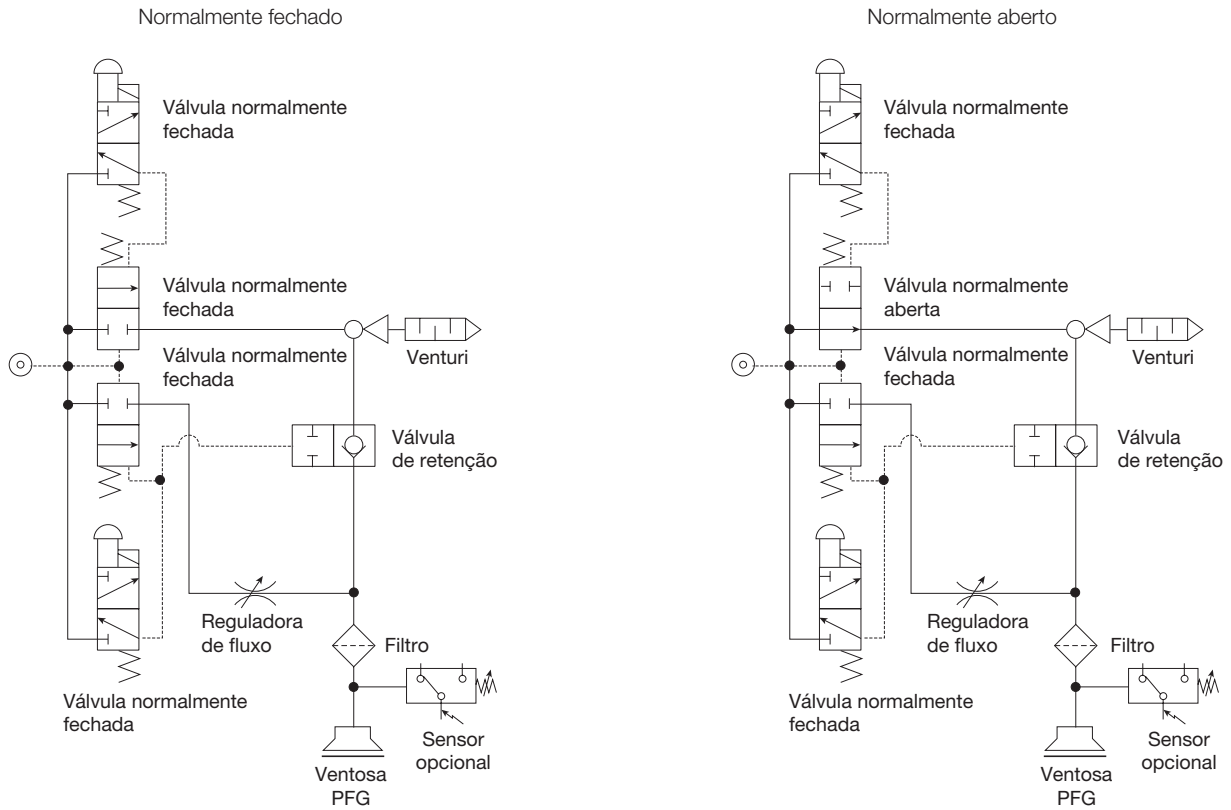 Normalmente fechado
Válvula normalmente
fechada
Válvula normalmente
fechada
Válvula normalmente
fechada
Venturi
Válvula
de retenção
Reguladora
de fluxo
Filtro
Válvula normalmente
fechada
Sensor
opcional
Ventosa
PFG
Normalmente aberto
Válvula normalmente
fechada
Válvula normalmente
aberta
Válvula normalmente
fechada
Venturi
Válvula
de retenção
Reguladora
de fluxo
Filtro
Válvula normalmente
fechada
Sensor
opcional
Ventosa
PFG